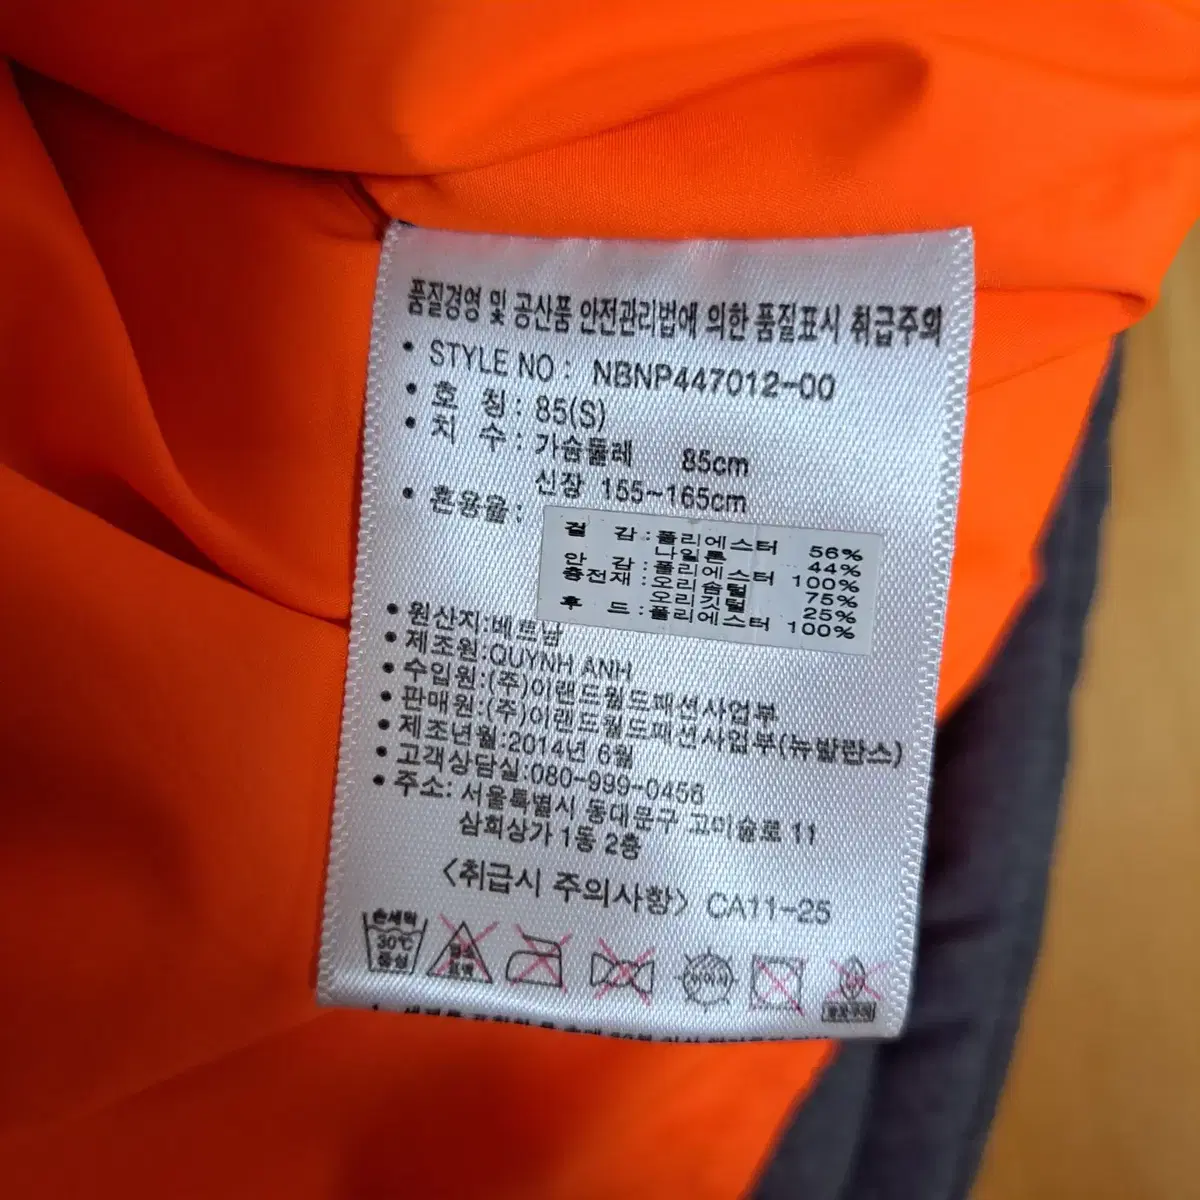 품질경영 및 공산품 안전관리법에 의한 품질표시 취급주의
• STYLE NO : NBNP447012-00
• 호 칭 : 85(S)
• 치 수 : 가슴둘레 85cm
신장 155~165cm
• 혼용율 :
겉 감 : 폴리에스터 56%
나일론 44%
안 감 : 폴리에스터 100%
충전재 : 오리솜털 75%
오리깃털 25%
후 드 : 폴리에스터 100%
• 원산지:베트남
• 제조원:QUYNH ANH
• 수입원:(주)이랜드월드패션사업부
• 판매원:(주)이랜드월드패션사업부(뉴발란스)
• 제조년월:2014년 6월
• 고객상담실:080-999-0456
• 주소: 서울특별시 동대문구 고미술로 11
삼희상가 1동 2층
<취급시 주의사항> CA11-25
손세탁
30℃
중성
염소
표백